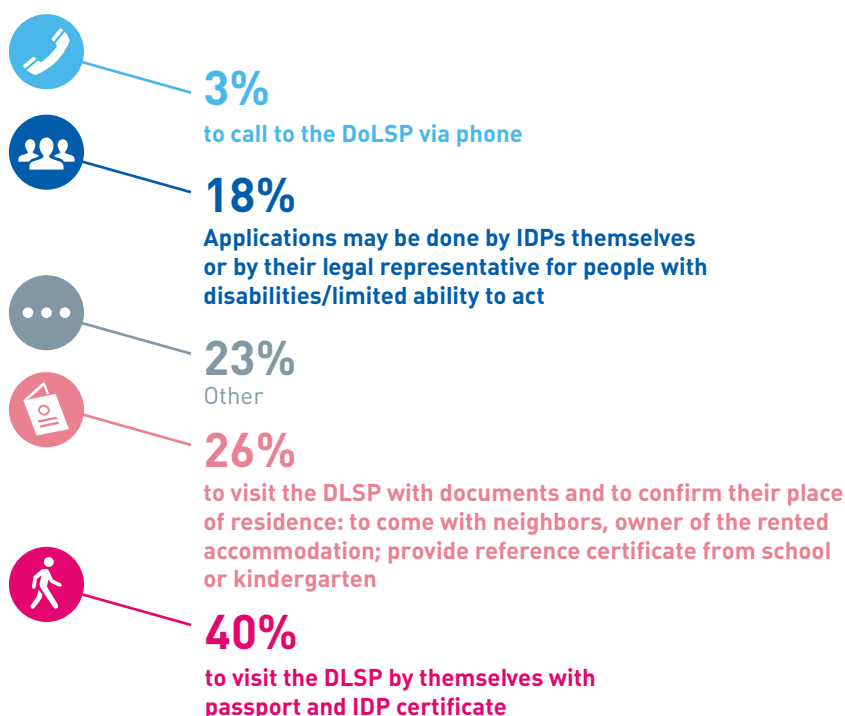 3%
to call to the DoLSP via phone
18%
Applications may be done by IDPs themselves
or by their legal representative for people with
disabilities/limited ability to act
23%
Other
26%
to visit the DLSP with documents and to confirm their place
of residence: to come with neighbors, owner of the rented
accommodation; provide reference certificate from school
or kindergarten
40%
to visit the DLSP by themselves with
passport and IDP certificate